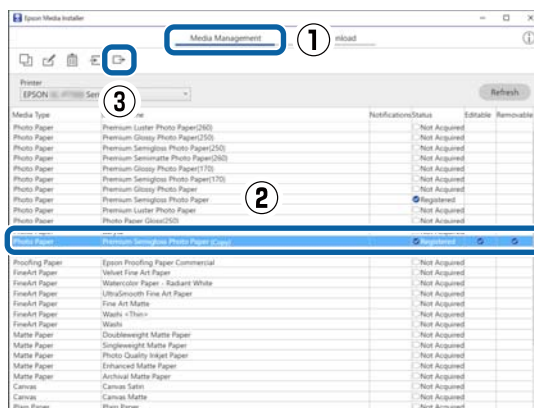 Epson Media Installer
Media Management
nload
1
3
Printer
EPSON Seri
Refresh
Media Type me Notifications Status Editable Removable
Photo Paper Premium Luster Photo Paper(260) Not Acquired
Photo Paper Premium Glossy Photo Paper(250) Not Acquired
Photo Paper Premium Semigloss Photo Paper(250) Not Acquired
Photo Paper Premium Semimatte Photo Paper(260) Not Acquired
Photo Paper Premium Glossy Photo Paper(170) Not Acquired
Photo Paper Premium Semigloss Photo Paper(170) Not Acquired
Photo Paper Premium Glossy Photo Paper Not Acquired
Photo Paper Premium Semigloss Photo Paper Registered
Photo Paper Premium Luster Photo Paper Not Acquired
Photo Paper Photo Paper Gloss(250) Not Acquired
2
Photo Paper Premium Semigloss Photo Paper (Copy) Registered
Proofing Paper Epson Proofing Paper Commercial Not Acquired
FineArt Paper Velvet Fine Art Paper Not Acquired
FineArt Paper Watercolor Paper - Radiant White Not Acquired
FineArt Paper UltraSmooth Fine Art Paper Not Acquired
FineArt Paper Fine Art Matte Not Acquired
FineArt Paper Washi <Thin> Not Acquired
FineArt Paper Washi Not Acquired
Matte Paper Doubleweight Matte Paper Not Acquired
Matte Paper Singleweight Matte Paper Not Acquired
Matte Paper Photo Quality Inkjet Paper Not Acquired
Matte Paper Enhanced Matte Paper Not Acquired
Matte Paper Archival Matte Paper Not Acquired
Canvas Canvas Satin Not Acquired
Canvas Canvas Matte Not Acquired
Plain Paper Plain Paper Not Acquired